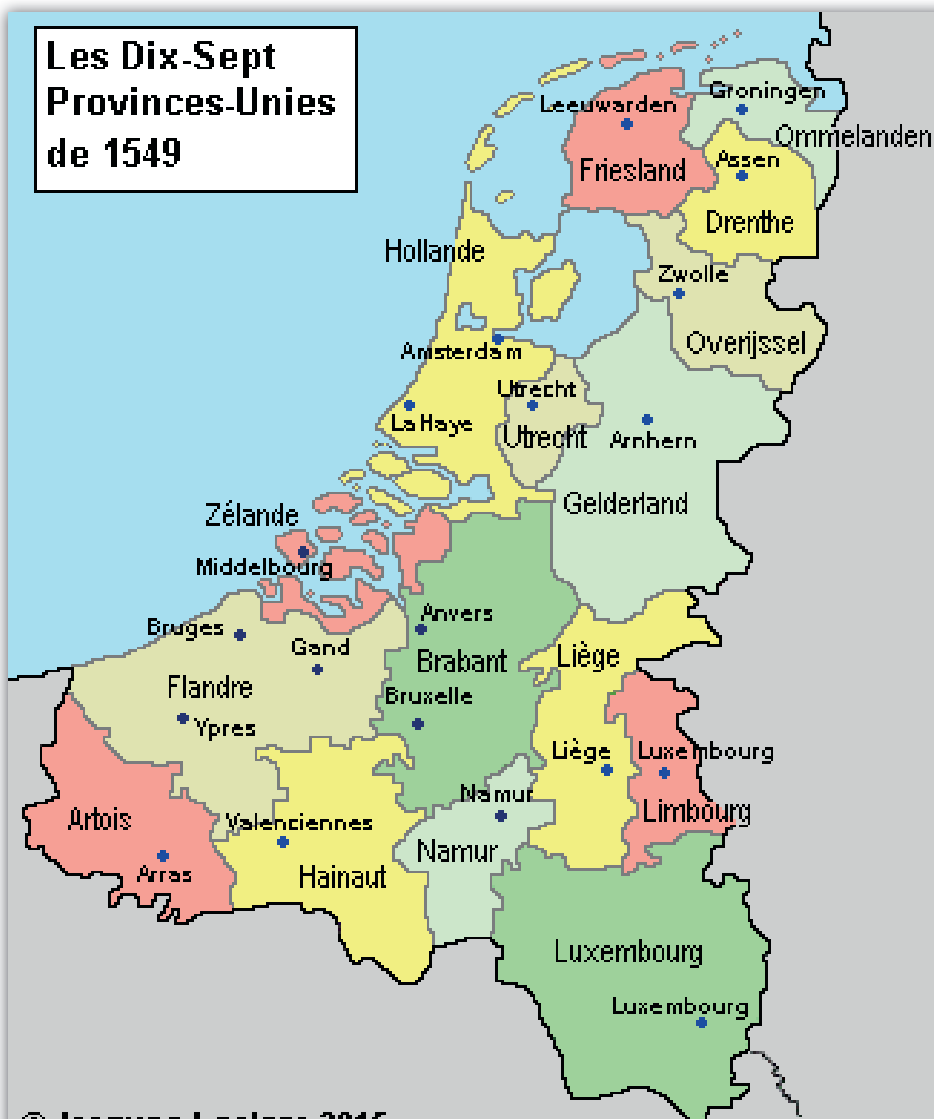 Les Dix-Sept
Provinces-Unies
de 1549
Groningen
Leeuwarden
Ommelanden
Assen
Friesland
Drenthe
Hollande
Zwolle
Overijssel
Amsterdam
Utrecht
La Haye
Utrecht
Arnhern
Gelderland
Zélande
Middelbourg
Anvers
Bruges
Gand
Brabant
Liège
Flandre
Bruxelle
Ypres
Liège
Luxembourg
Namur
Limbourg
Artois
Valenciennes
Namur
Arras
Hainaut
Luxembourg
Luxembourg
2015